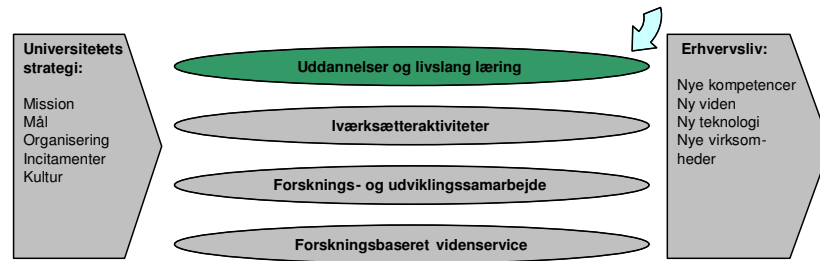 Universitetets
strategi:
Mission
Mål
Organisering
Incitamenter
Kultur
Uddannelser og livslang læring
Iværksætteraktiviteter
Forsknings- og udviklingssamarbejde
Forskningsbaseret videnservice
Erhvervsliv:
Nye kompetencer
Ny viden
Ny teknologi
Nye virksom-
heder